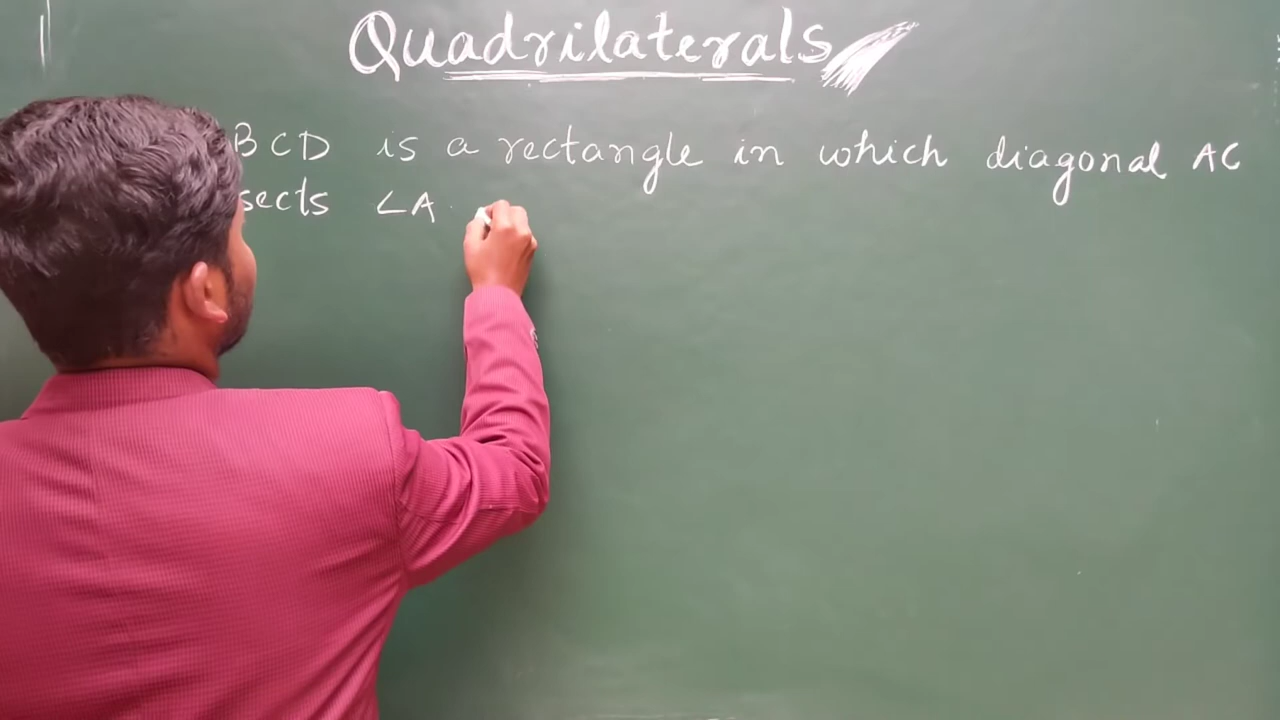 Quadrilaterals
BCD is a rectangle in which diagonal AC
sects ∠A